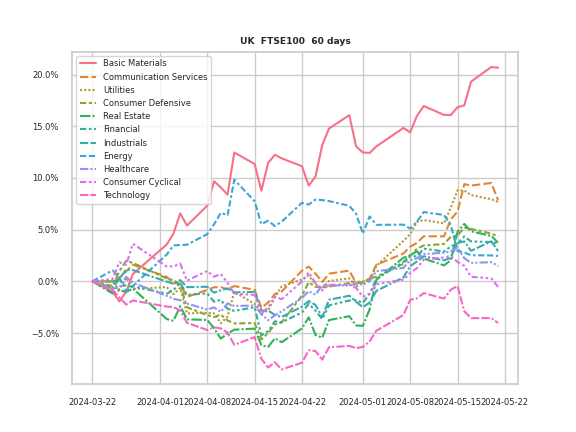 UK FTSE100 60 days
Basic Materials
Communication Services
Utilities
Consumer Defensive
Real Estate
Financial
Industrials
Energy
Healthcare
Consumer Cyclical
Technology
20.0%
15.0%
10.0%
5.0%
0.0%
−5.0%
2024-03-22 2024-04-01 2024-04-08 2024-04-15 2024-04-22 2024-05-01 2024-05-08 2024-05-15 2024-05-22